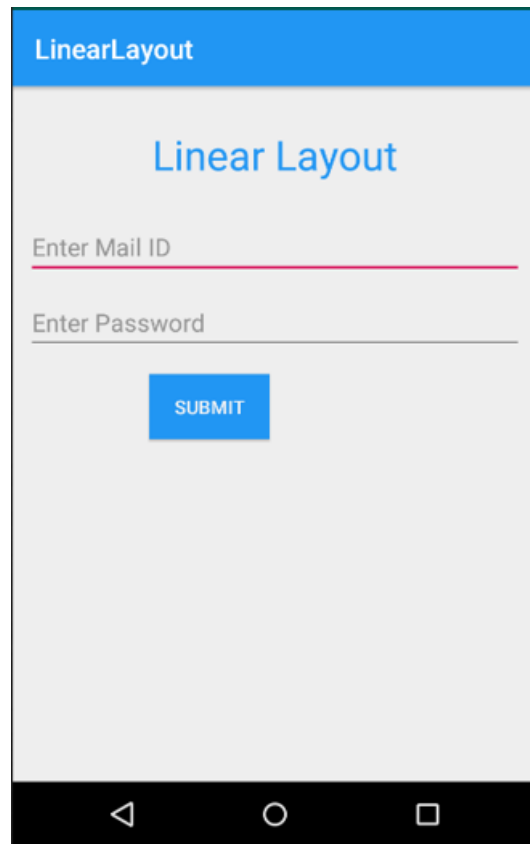 LinearLayout
Linear Layout
Enter Mail ID
Enter Password
SUBMIT